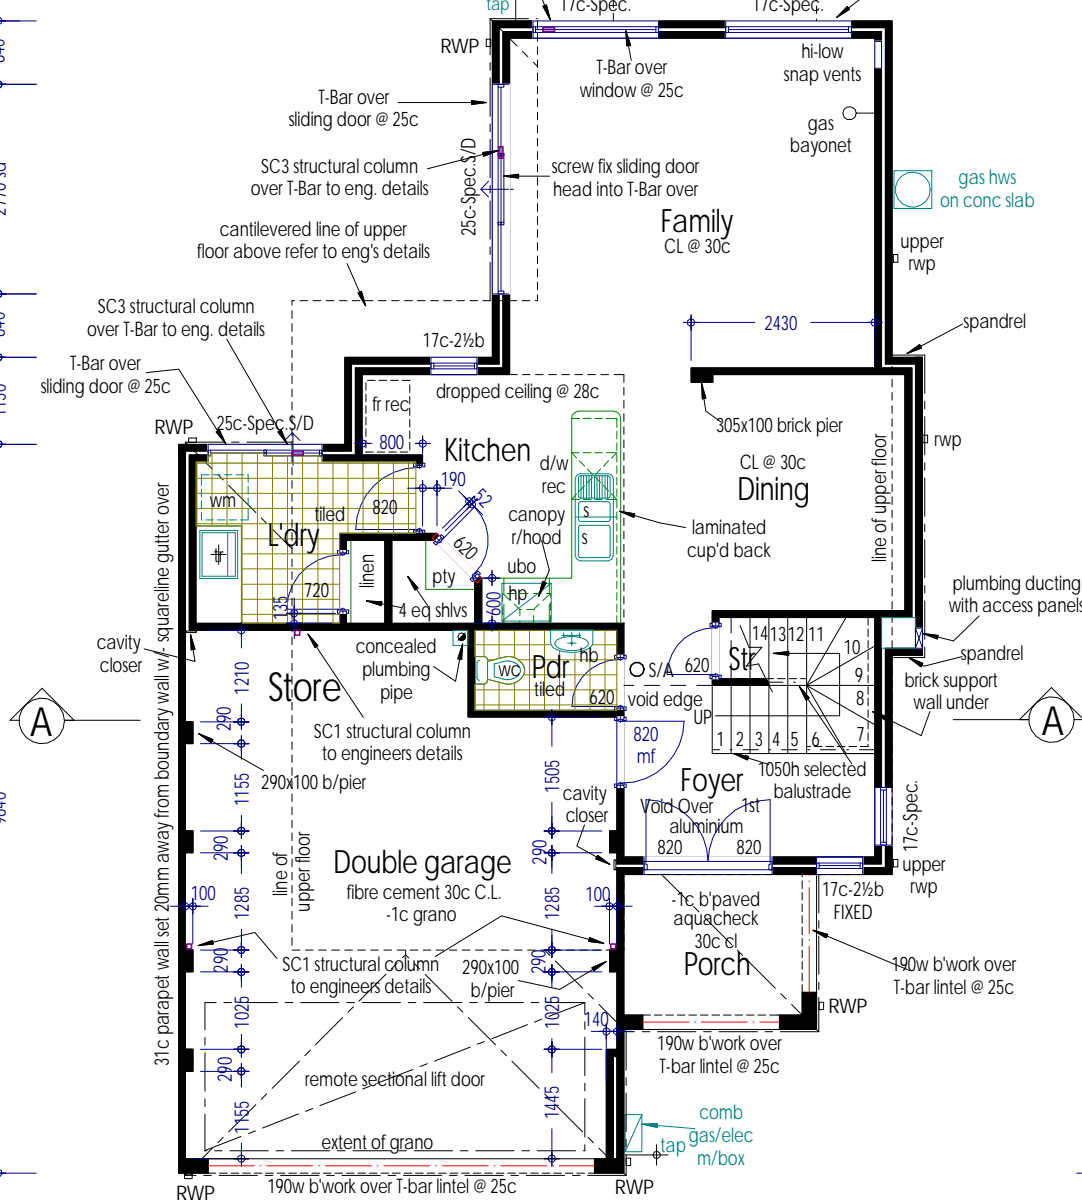 tap
17c-Spec.
17c-Spec.
RWP
T-Bar over
window @ 25c
hi-low
snap vents
T-Bar over
sliding door @ 25c
gas
bayonet
SC3 structural column
over T-Bar to eng. details
25c-Spec.S/D
screw fix sliding door
head into T-Bar over
gas hws
on conc slab
Family
CL @ 30c
cantilevered line of upper
floor above refer to eng's details
upper
rwp
SC3 structural column
over T-Bar to eng. details
2430
spandrel
17c-2½b
T-Bar over
sliding door @ 25c
dropped ceiling @ 28c
fr rec
305x100 brick pier
RWP
25c-Spec.S/D
800
Kitchen
rwp
line of upper floor
CL @ 30c
Dining
d/w
rec
190
52
wm
tiled
820
canopy
r/hood
s
s
L'dry
tr
620
laminated
cup'd back
linen
pty
ubo
hp
720
135
4 eq shlvs
600
plumbing ducting
with access panels
cavity
closer
concealed
plumbing
pipe
hb
wc
Pdr
tiled
620
S/A
620
Str
14
13
12
11
10
9
8
7
spandrel
brick support
wall under
1210
Store
void edge
UP
A
A
290
SC1 structural column
to engineers details
820
mf
1
2
3
4
5
6
290x100 b/pier
1155
1505
Foyer
1050h selected
balustrade
cavity
closer
Void Over
1st
aluminium
17c-Spec.
290
290
820
820
Double garage
fibre cement 30c C.L.
-1c grano
line of
upper floor
upper
rwp
17c-2½b
FIXED
100
100
1285
1285
-1c b'paved
aquacheck
30c cl
Porch
31c parapet wall set 20mm away from boundary wall w - squareline gutter over
290
290
SC1 structural column
to engineers details
290x100
b/pier
190w b'work over
T-bar lintel @ 25c
RWP
1025
1025
140
190w b'work over
T-bar lintel @ 25c
290
remote sectional lift door
1155
1445
comb
gas/elec
m/box
tap
extent of grano
190w b'work over T-bar lintel @ 25c
RWP
RWP